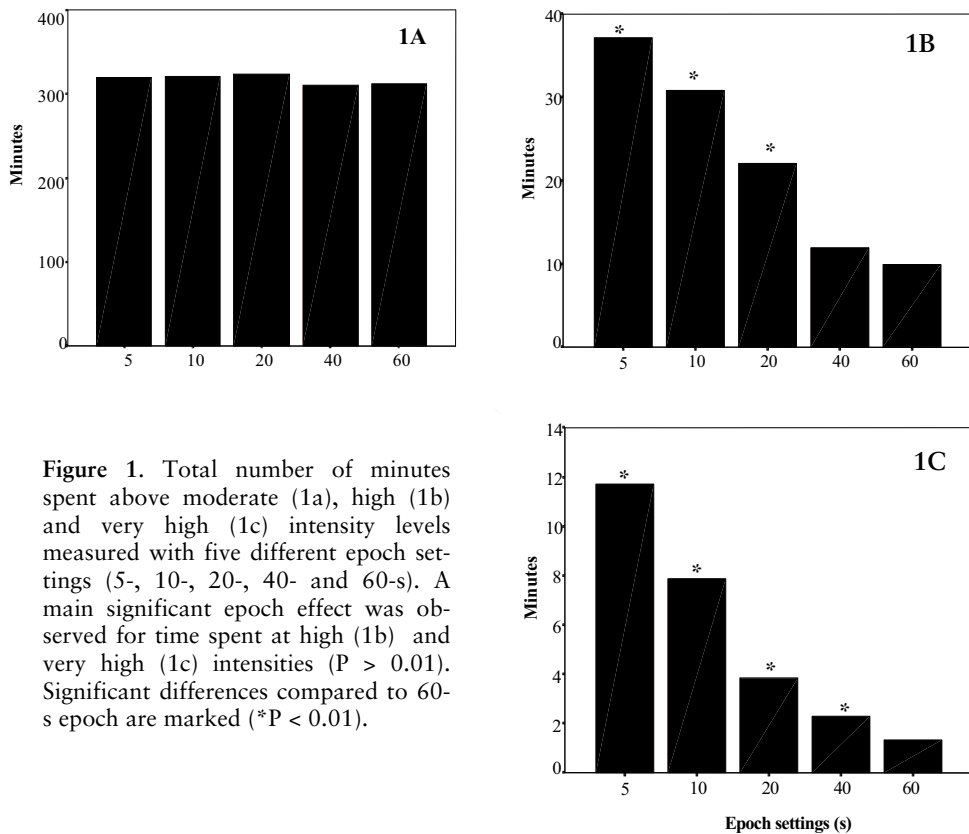 400
300
200
100
0
Minutes
1A
5 10 20 40 60
40
30
20
10
0
Minutes
1B
* * *
5 10 20 40 60
Figure 1. Total number of minutes
spent above moderate (1a), high (1b)
and very high (1c) intensity levels
measured with five different epoch set-
tings (5-, 10-, 20-, 40- and 60-s). A
main significant epoch effect was ob-
served for time spent at high (1b) and
very high (1c) intensities (P > 0.01).
Significant differences compared to 60-
s epoch are marked (*P < 0.01).
14
12
10
8
6
4
2
0
Minutes
1C
* * * *
5 10 20 40 60
Epoch settings (s)